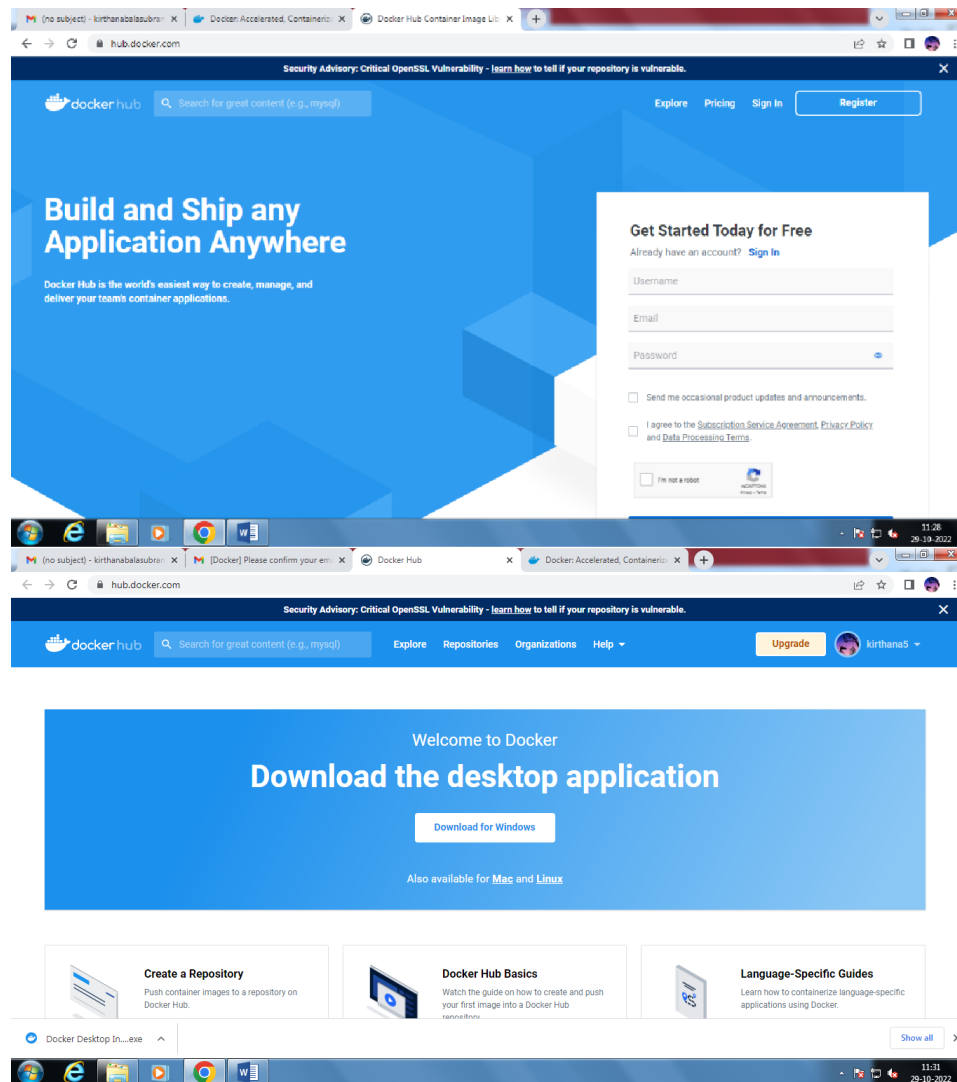 (no subject) - kirthanabalasubran
Docker: Accelerated, Containeriz
Docker Hub Container Image Lib
hub.docker.com
Security Advisory: Critical OpenSSL Vulnerability - learn how to tell if your repository is vulnerable.
dockerhub
Search for great content (e.g., mysql)
Explore
Pricing
Sign In
Register
Build and Ship any
Application Anywhere
Docker Hub is the world's easiest way to create, manage, and
deliver your team's container applications.
Get Started Today for Free
Already have an account? Sign In
Username
Email
Password
Send me occasional product updates and announcements.
I agree to the Subscription Service Agreement, Privacy Policy
and Data Processing Terms.
I'm not a robot
reCAPTCHA
Privacy - Terms
11:28
29-10-2022
(no subject) - kirthanabalasubran
[Docker] Please confirm your em
Docker Hub
Docker: Accelerated, Containeriz
hub.docker.com
Security Advisory: Critical OpenSSL Vulnerability - learn how to tell if your repository is vulnerable.
dockerhub
Search for great content (e.g., mysql)
Explore
Repositories
Organizations
Help
Upgrade
kirthana5
Welcome to Docker
Download the desktop application
Download for Windows
Also available for Mac and Linux
Create a Repository
Push container images to a repository on
Docker Hub.
Docker Hub Basics
Watch the guide on how to create and push
your first image into a Docker Hub
repository.
Language-Specific Guides
Learn how to containerize language-specific
applications using Docker.
Docker Desktop In....exe
Show all
11:31
29-10-2022